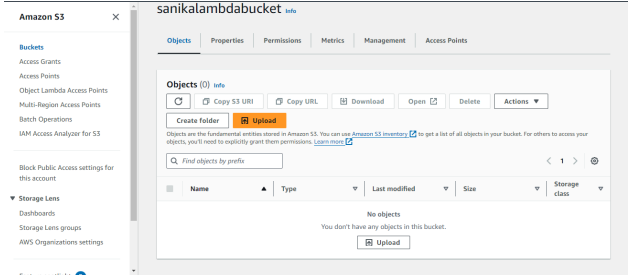 Amazon S3
Buckets
Access Grants
Access Points
Object Lambda Access Points
Multi-Region Access Points
Batch Operations
IAM Access Analyzer for S3
Block Public Access settings for
this account
Storage Lens
Dashboards
Storage Lens groups
AWS Organizations settings
sanikalambdabucket Info
Objects Properties Permissions Metrics Management Access Points
Objects (0) Info
Copy S3 URI Copy URL Download Open Delete Actions
Create folder Upload
Objects are the fundamental entities stored in Amazon S3. You can use Amazon S3 inventory to get a list of all objects in your bucket. For others to access your
objects, you'll need to explicitly grant them permissions. Learn more
Find objects by prefix 1
Name Type Last modified Size Storage
class
No objects
You don't have any objects in this bucket.
Upload